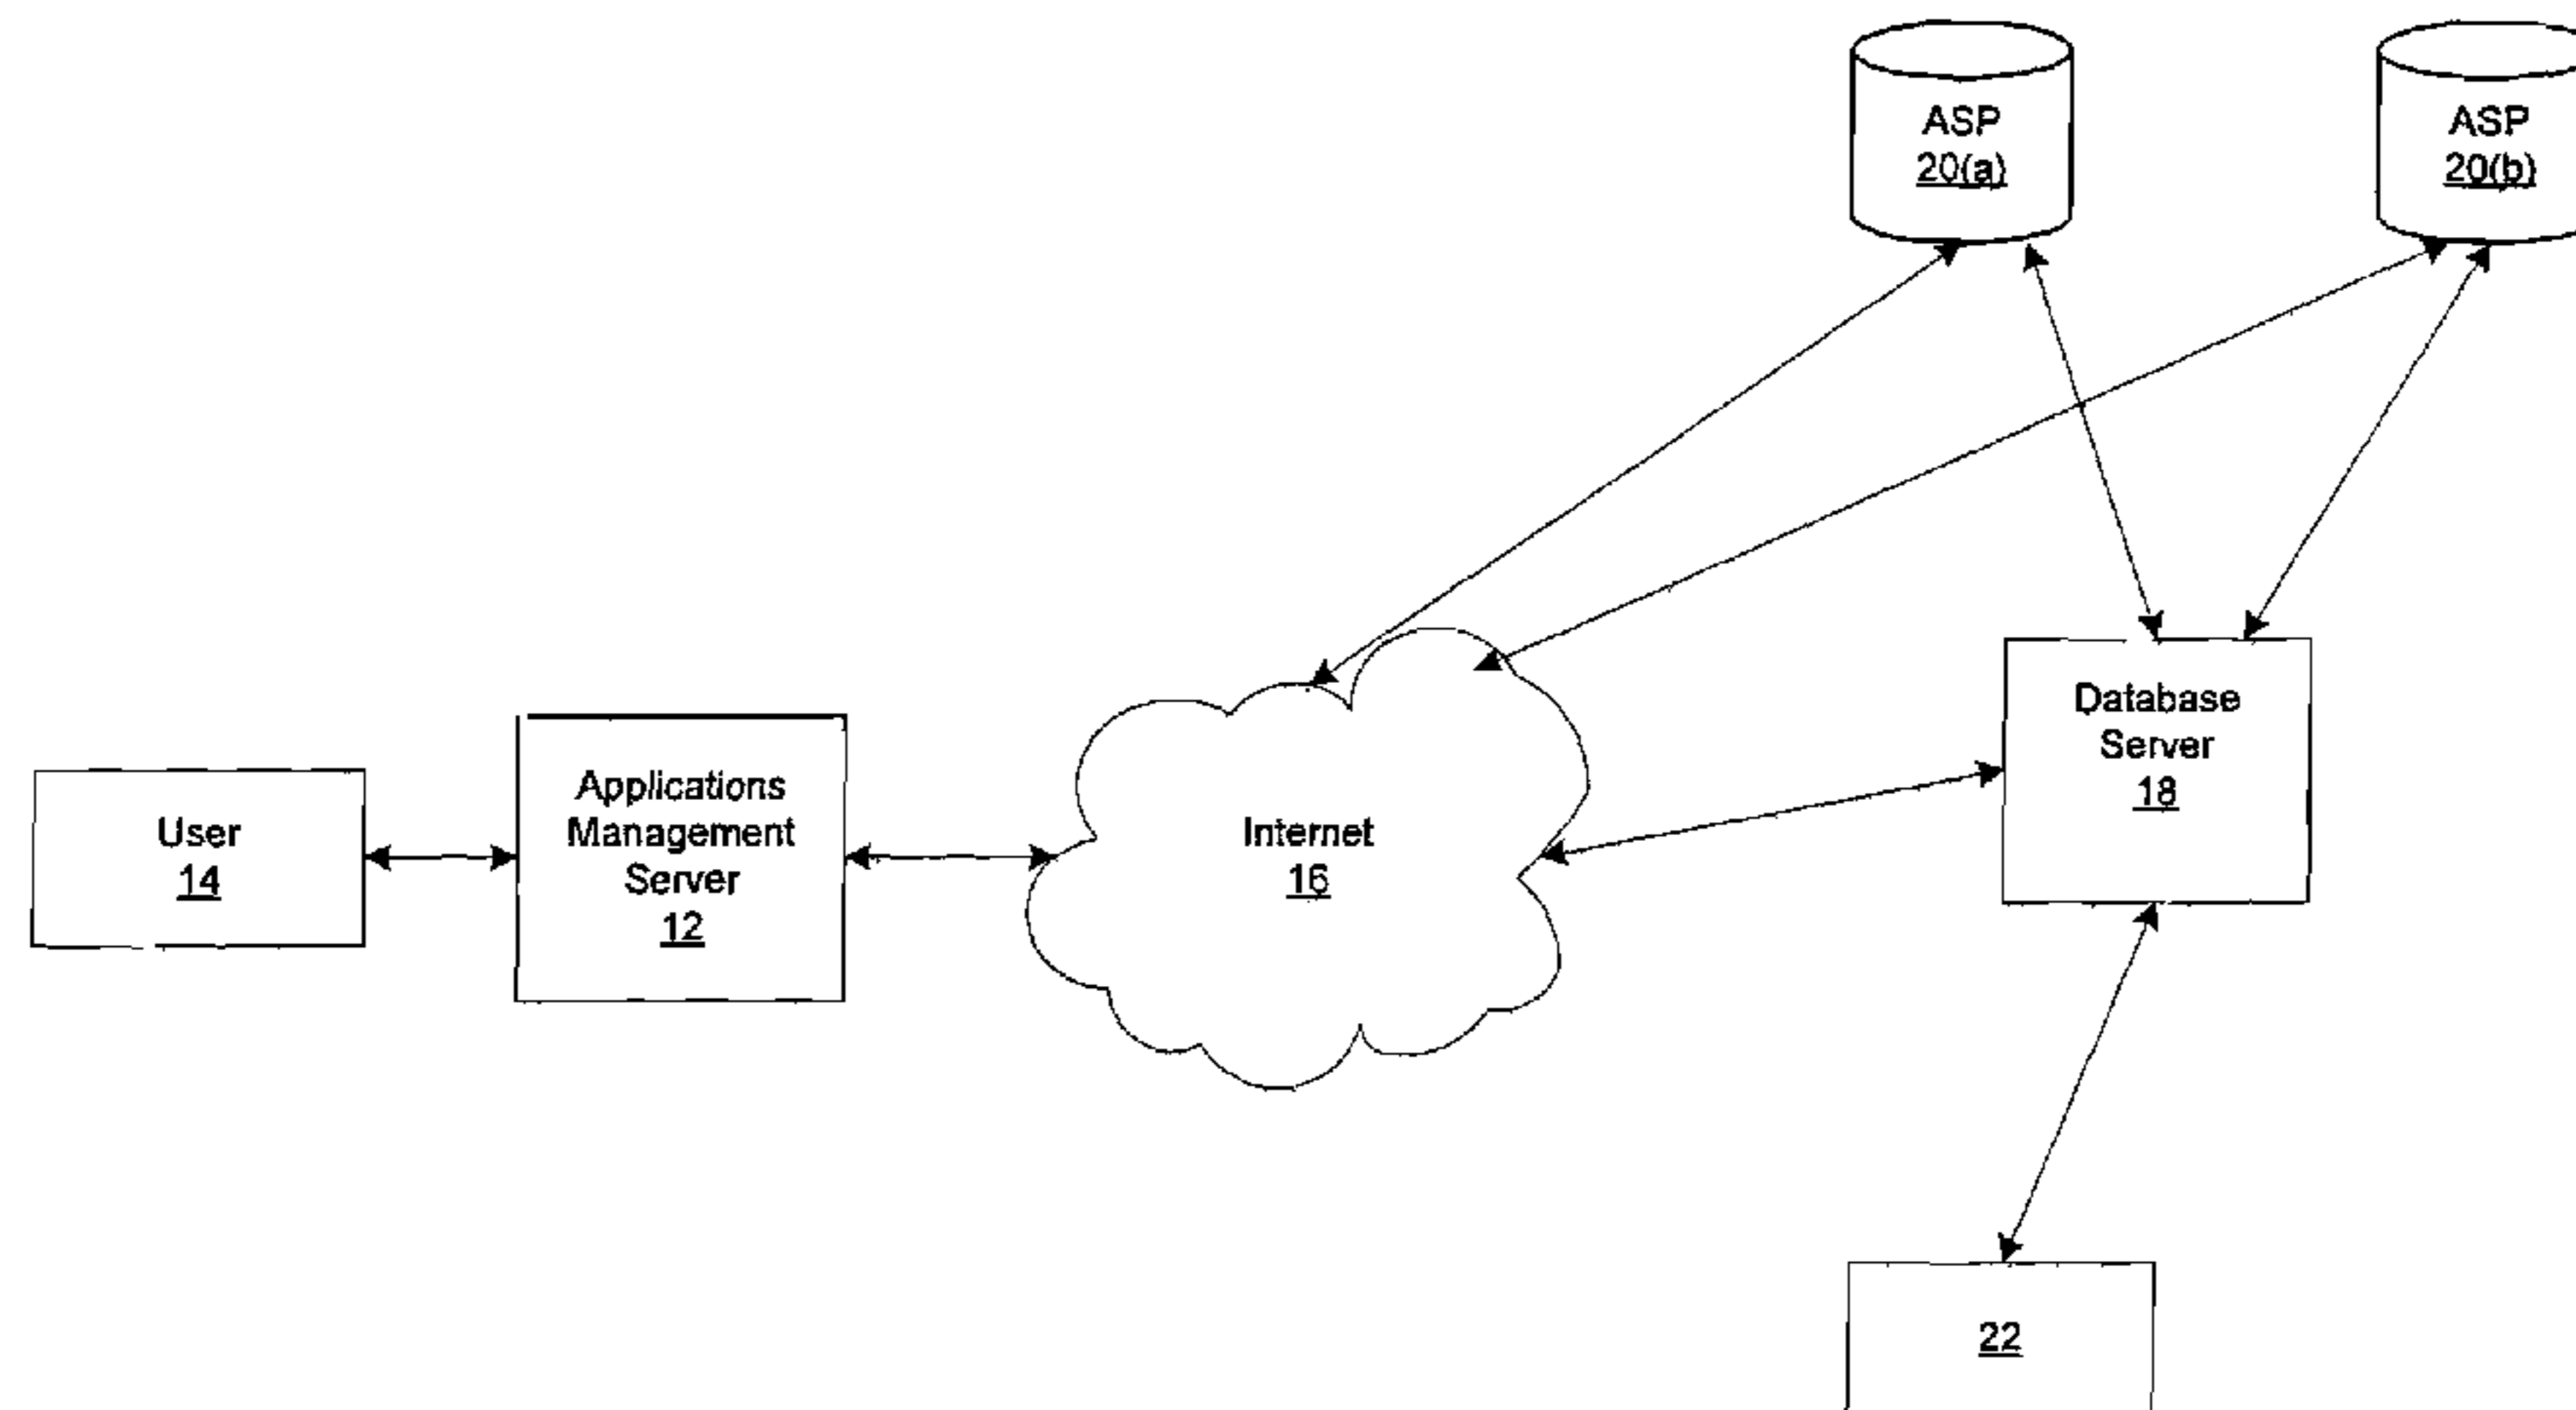 ASP
20(a)
ASP
20(b)
Database
Server
18
Applications
Management
Server
12
User
14
Internet
16
22